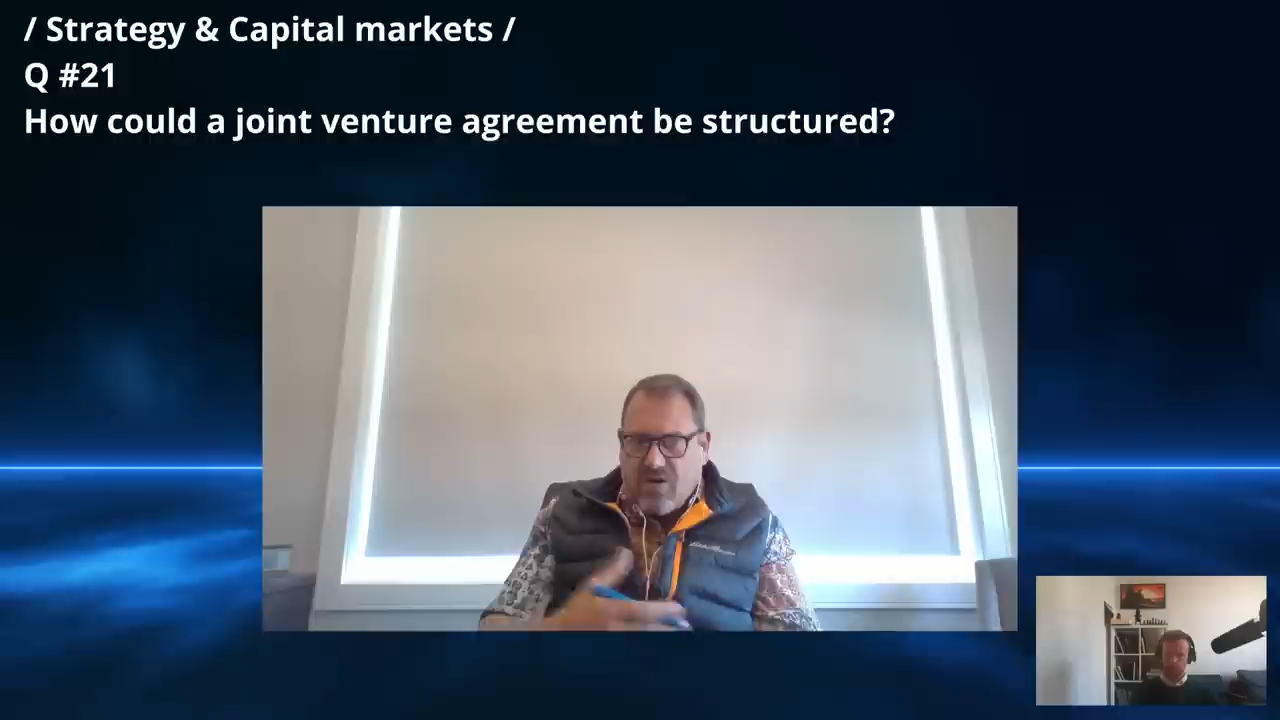 / Strategy & Capital markets /
Q #21
How could a joint venture agreement be structured?